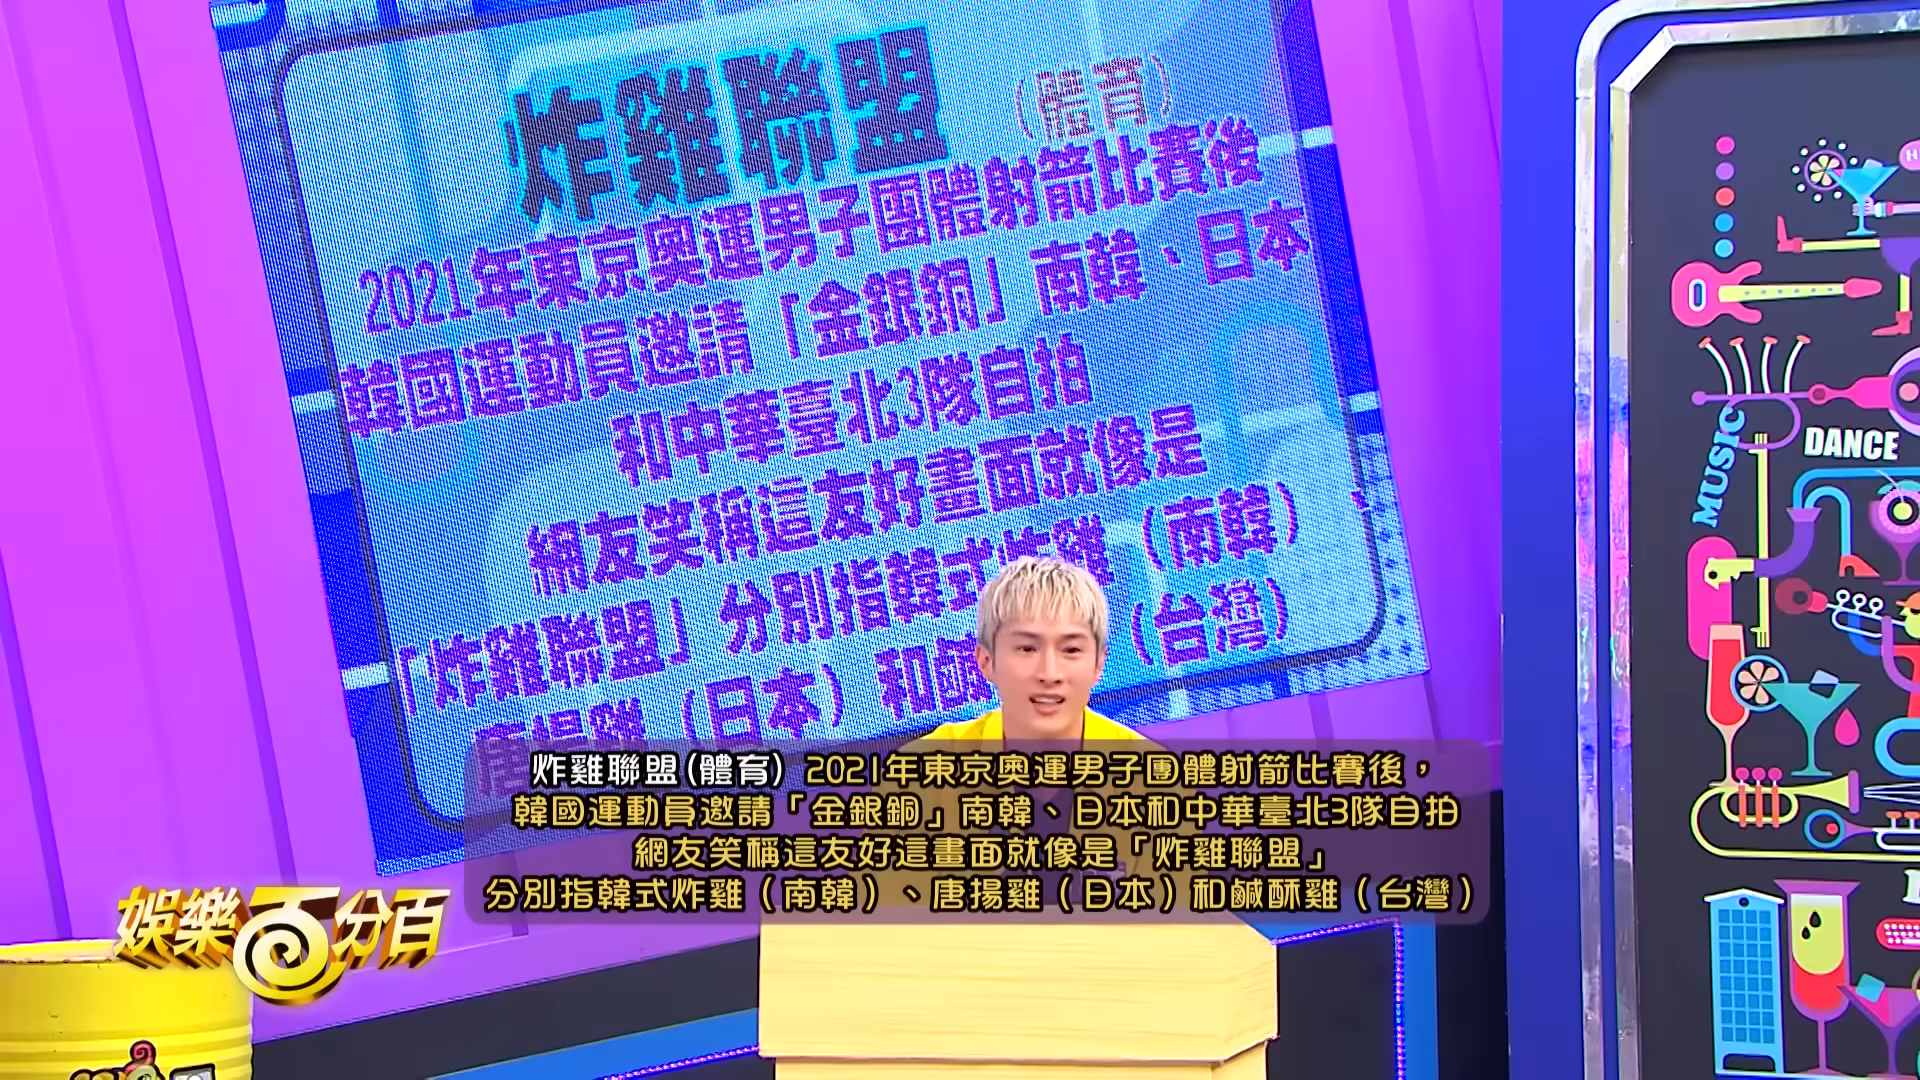 炸雞聯盟 (體育)
2021年東京奧運男子團體射箭比賽後
韓國運動員邀請「金銀銅」南韓、日本
和中華臺北3隊自拍
網友笑稱這友好畫面就像是
「炸雞聯盟」分別指韓式炸雞（南韓）、
唐揚雞（日本）和鹹（台灣）
炸雞聯盟(體育) 2021年東京奧運男子團體射箭比賽後，
韓國運動員邀請「金銀銅」南韓、日本和中華臺北3隊自拍
網友笑稱這友好這畫面就像是「炸雞聯盟」
分別指韓式炸雞（南韓）、唐揚雞（日本）和鹹酥雞（台灣）
娛樂百分百
MUSIC
DANCE